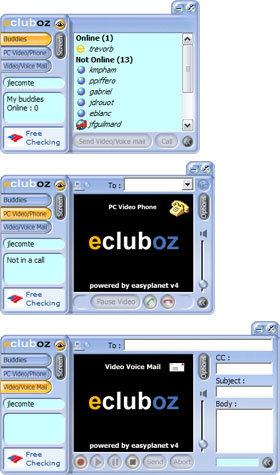 ecluboz
Buddies
PC Video/Phone
Video/Voice Mail
Screen
jlecomte
My buddies
Online : 0
Free
Checking
Online (1)
trevorb
Not Online (13)
kmpham
ppiffero
gabriel
jdrouot
eblanc
jfguilmard
Send Video/Voice mail
Call
ecluboz
Buddies
PC Video/Phone
Video/Voice Mail
Screen
jlecomte
Not in a call
Free
Checking
To :
Options
PC Video Phone
ecluboz
powered by easyplanet v4
Pause Video
ecluboz
Buddies
PC Video/Phone
Video/Voice Mail
Screen
jlecomte
Free
Checking
To :
Options
Video Voice Mail
ecluboz
powered by easyplanet v4
Send
Abort
CC :
Subject :
Body :